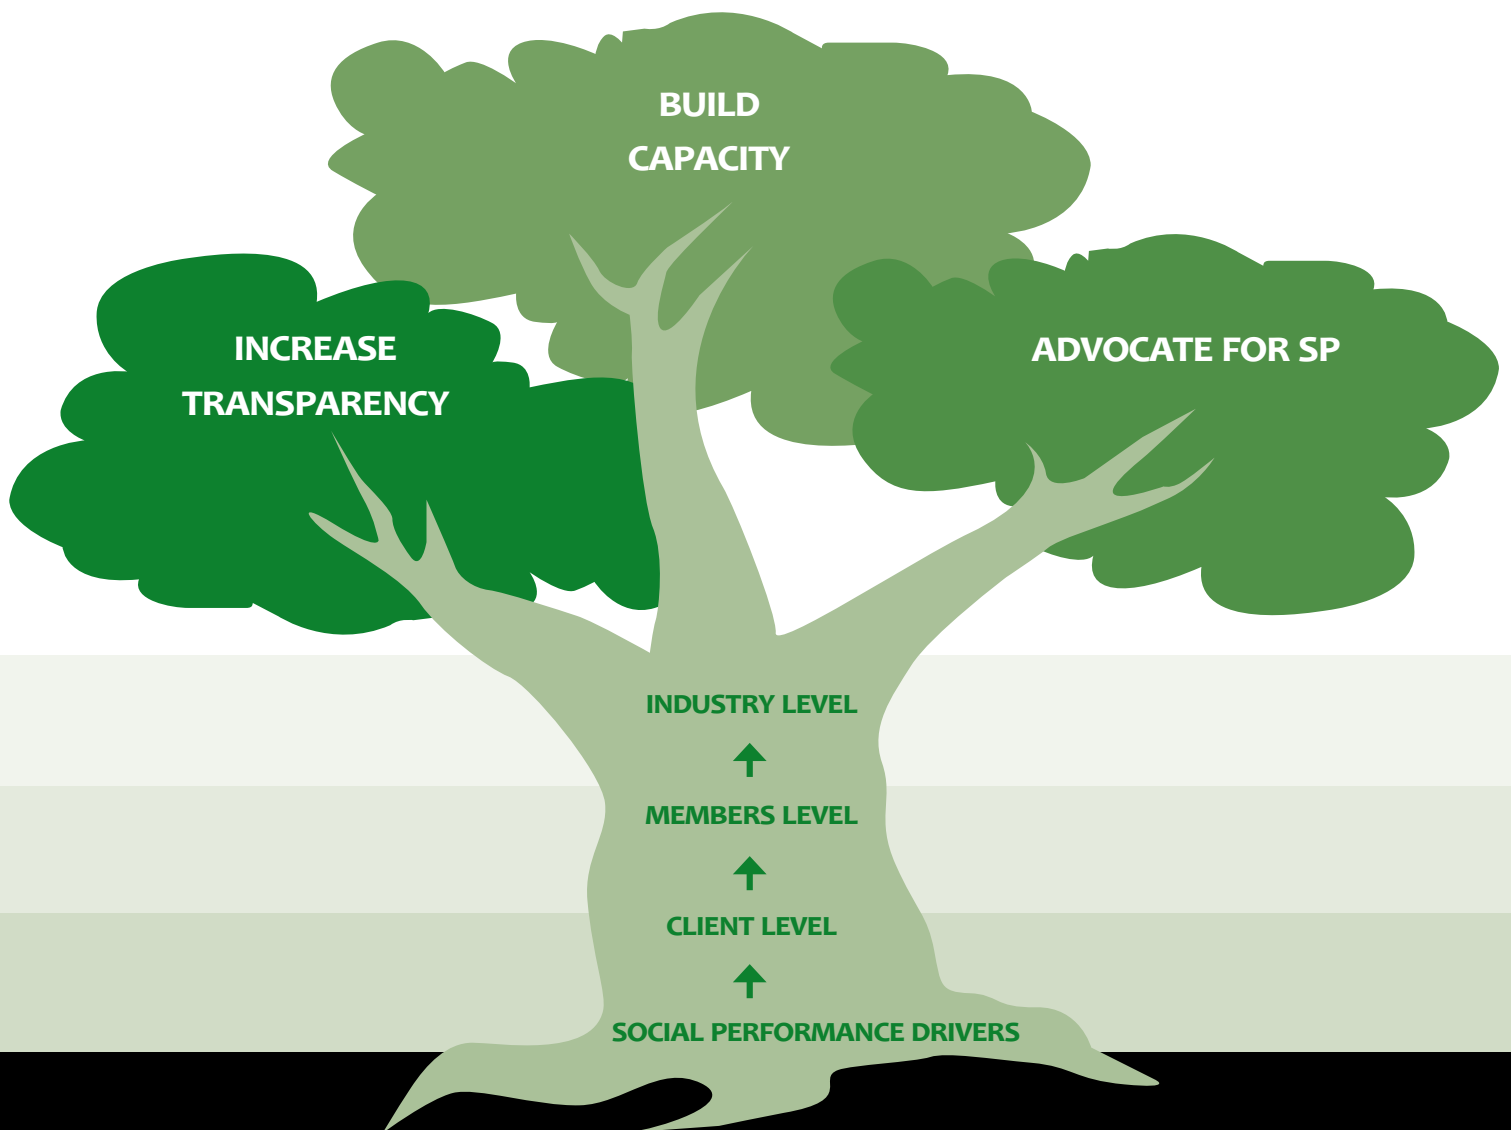 BUILD
CAPACITY
INCREASE
TRANSPARENCY
ADVOCATE FOR SP
INDUSTRY LEVEL
MEMBERS LEVEL
CLIENT LEVEL
SOCIAL PERFORMANCE DRIVERS